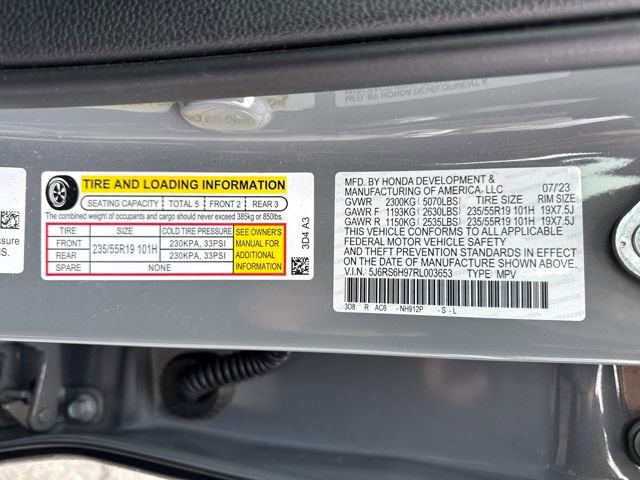 TIRE AND LOADING INFORMATION
SEATING CAPACITY TOTAL 5 FRONT 2 REAR 3
The combined weight of occupants and cargo should never exceed 385kg or 850lbs.
TIRE SIZE COLD TIRE PRESSURE
FRONT 235/55R19 101H 230KPA, 33PSI
REAR 230KPA, 33PSI
SPARE NONE
SEE OWNER'S
MANUAL FOR
ADDITIONAL
INFORMATION
3D4 A3
MFD. BY HONDA DEVELOPMENT &
MANUFACTURING OF AMERICA, LLC 07/'23
GVWR 2300KG (5070LBS) TIRE SIZE RIM SIZE
GAWR F 1193KG (2630LBS) 235/55R19 101H 19X7.5J
GAWR R 1150KG (2535LBS) 235/55R19 101H 19X7.5J
THIS VEHICLE CONFORMS TO ALL APPLICABLE
FEDERAL MOTOR VEHICLE SAFETY
AND THEFT PREVENTION STANDARDS IN EFFECT
ON THE DATE OF MANUFACTURE SHOWN ABOVE.
V.I.N. 5J6RS6H97RL003653 TYPE: MPV
3D8 R AC6 -NH912P -S-L